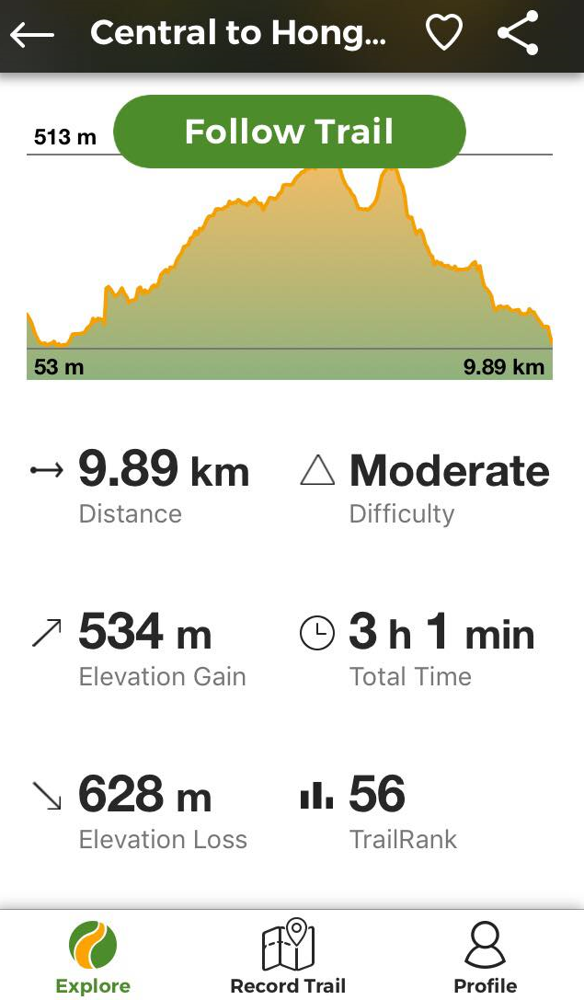 Central to Hong...
Follow Trail
513 m
53 m
9.89 km
9.89 km
Distance
Moderate
Difficulty
534 m
Elevation Gain
3 h 1 min
Total Time
628 m
Elevation Loss
56
TrailRank
Explore
Record Trail
Profile